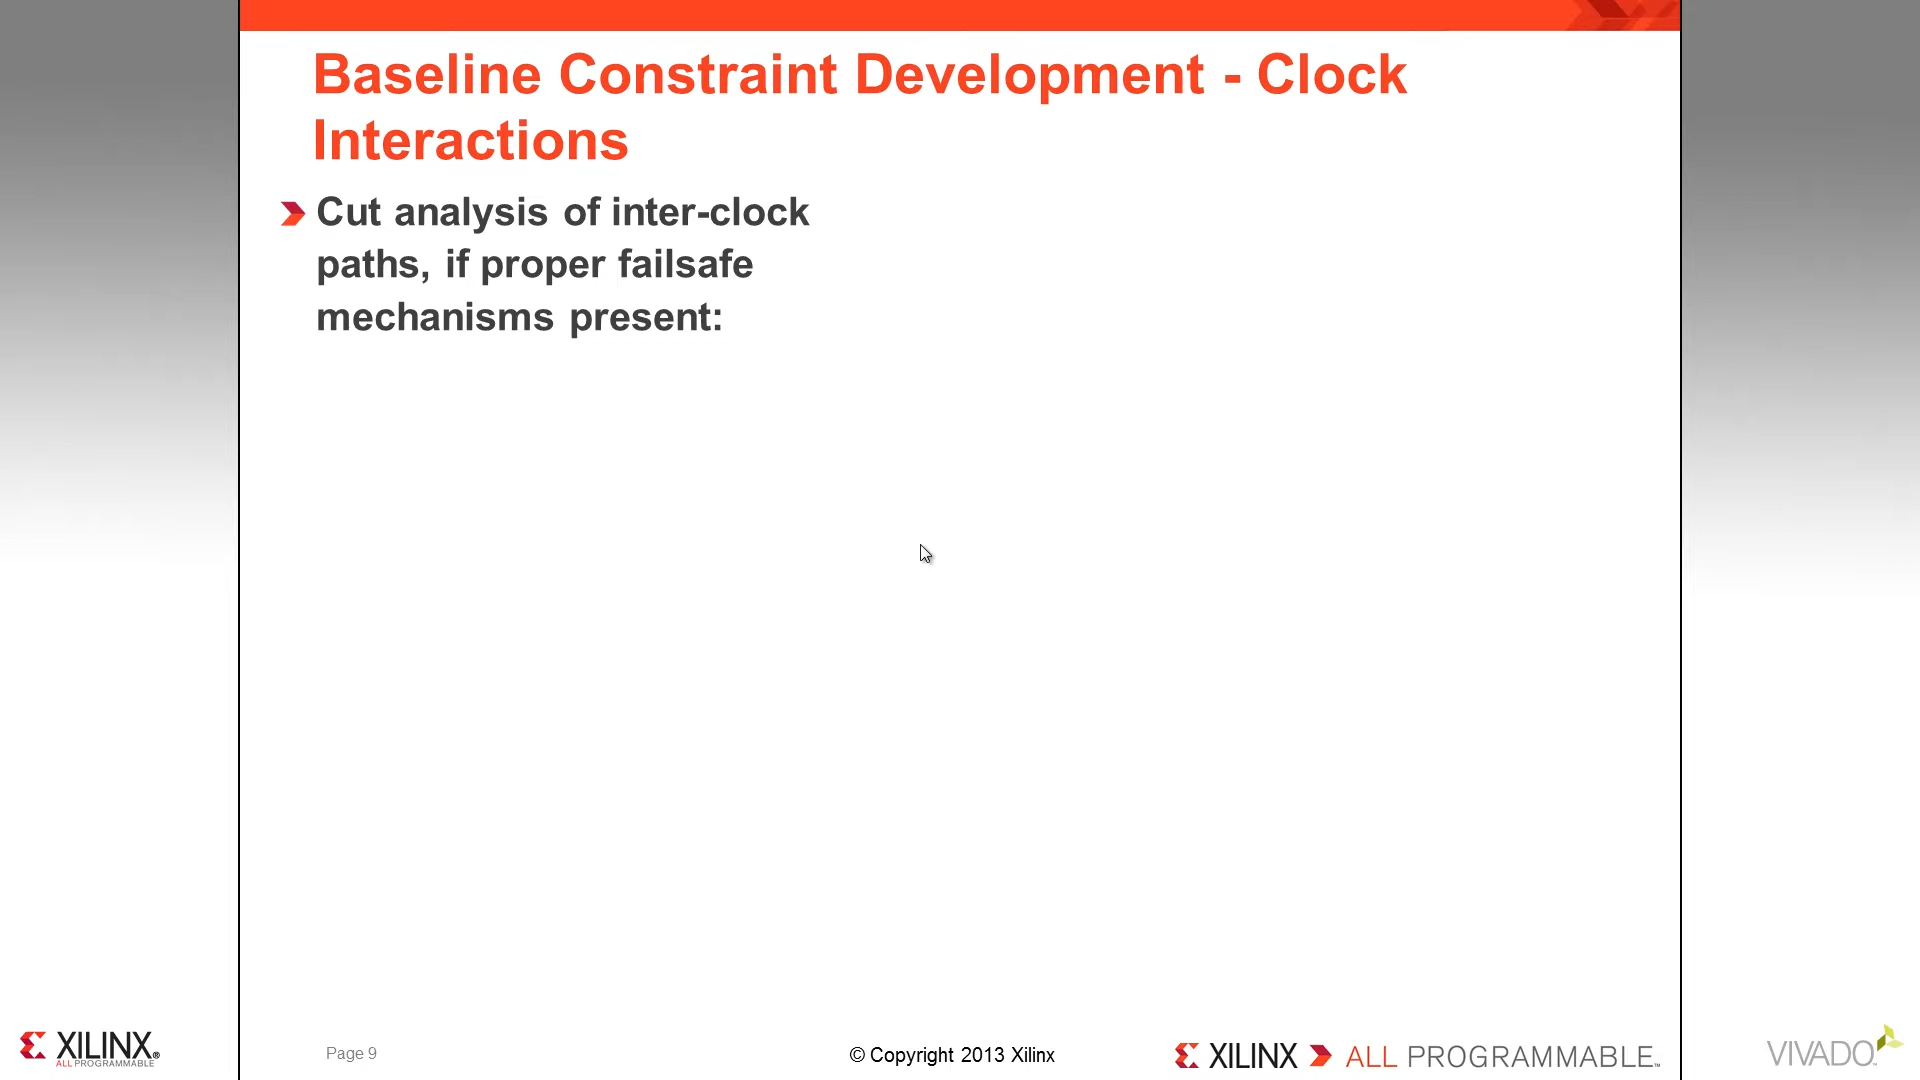 Baseline Constraint Development - Clock
Interactions
Cut analysis of inter-clock
paths, if proper failsafe
mechanisms present:
XILINX®
ALL PROGRAMMABLE
Page 9
© Copyright 2013 Xilinx
XILINX ALL PROGRAMMABLE™
VIVADO